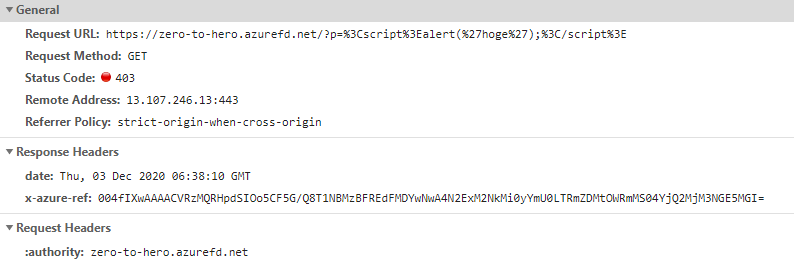 General
Request URL: https://zero-to-hero.azurefd.net/?p=%3Cscript%3Ealert(%27hoge%27);%3C/script%3E
Request Method: GET
Status Code: 403
Remote Address: 13.107.246.13:443
Referrer Policy: strict-origin-when-cross-origin
Response Headers
date: Thu, 03 Dec 2020 06:38:10 GMT
x-azure-ref: 004fIXwAAAACVRzMQRHpdSIOo5CF5G/Q8T1NBMzBFREdFMDYwNwA4N2ExM2NkMi0yYmU0LTRmZDMtOWRmMS04YjQ2MjM3NGE5MGI=
Request Headers
:authority: zero-to-hero.azurefd.net